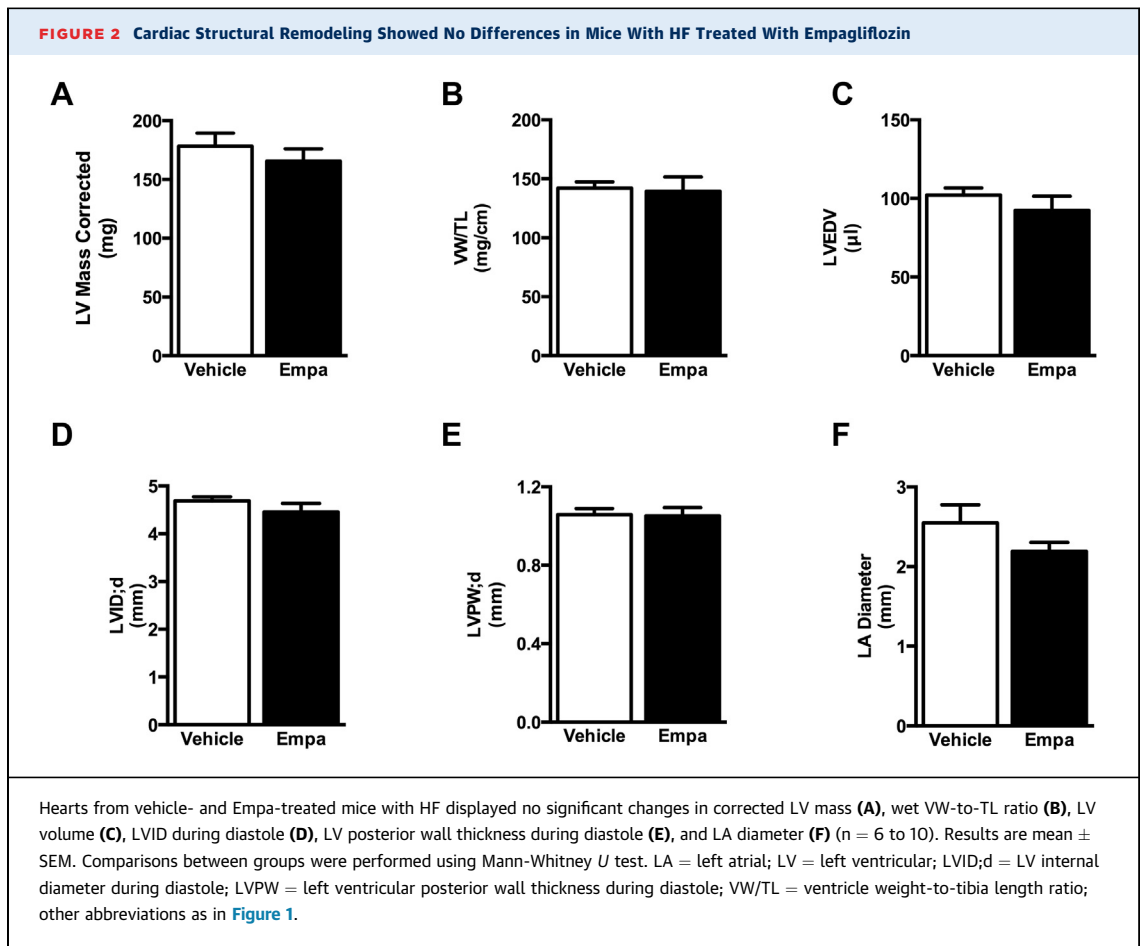 FIGURE 2 Cardiac Structural Remodeling Showed No Differences in Mice With HF Treated With Empagliflozin
A
LV Mass Corrected
(mg)
200
150
100
50
0
Vehicle Empa
B
VW/TL
(mg/cm)
200
150
100
50
0
Vehicle Empa
C
LVEDV
(µl)
150
100
50
0
Vehicle Empa
D
LVID;d
(mm)
5
4
3
2
1
0
Vehicle Empa
E
LVPW;d
(mm)
1.2
0.8
0.4
0.0
Vehicle Empa
F
LA Diameter
(mm)
3
2
1
0
Vehicle Empa
Hearts from vehicle- and Empa-treated mice with HF displayed no significant changes in corrected LV mass (A), wet VW-to-TL ratio (B), LV
volume (C), LVID during diastole (D), LV posterior wall thickness during diastole (E), and LA diameter (F) (n = 6 to 10). Results are mean ±
SEM. Comparisons between groups were performed using Mann-Whitney U test. LA = left atrial; LV = left ventricular; LVID;d = LV internal
diameter during diastole; LVPW = left ventricular posterior wall thickness during diastole; VW/TL = ventricle weight-to-tibia length ratio;
other abbreviations as in Figure 1.